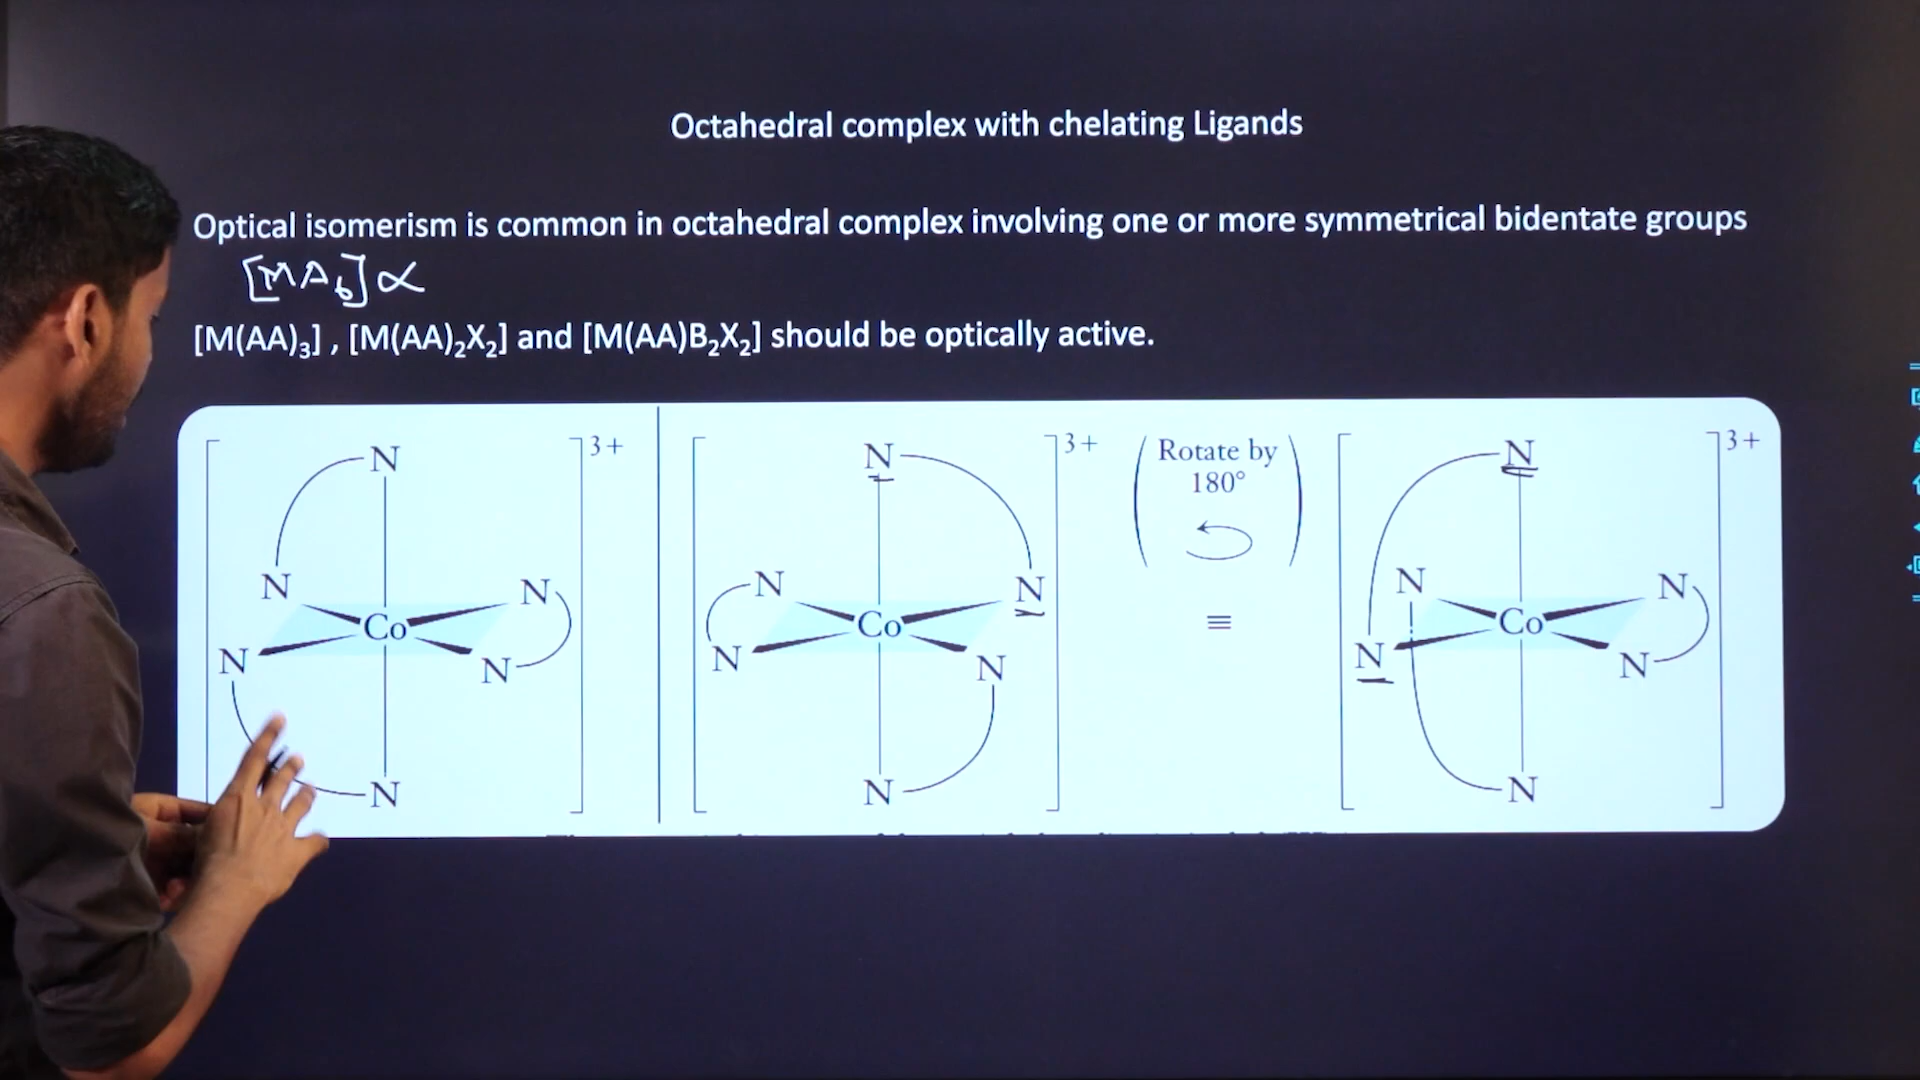 Octahedral complex with chelating Ligands
Optical isomerism is common in octahedral complex involving one or more symmetrical bidentate groups
[MA₆] ∝
[M(AA)₃] , [M(AA)₂X₂] and [M(AA)B₂X₂] should be optically active.
N 3+
N N
Co
N N
N
N 3+
N N
Co
N N
N
Rotate by
180°
≡
N 3+
N N
Co
N N
N